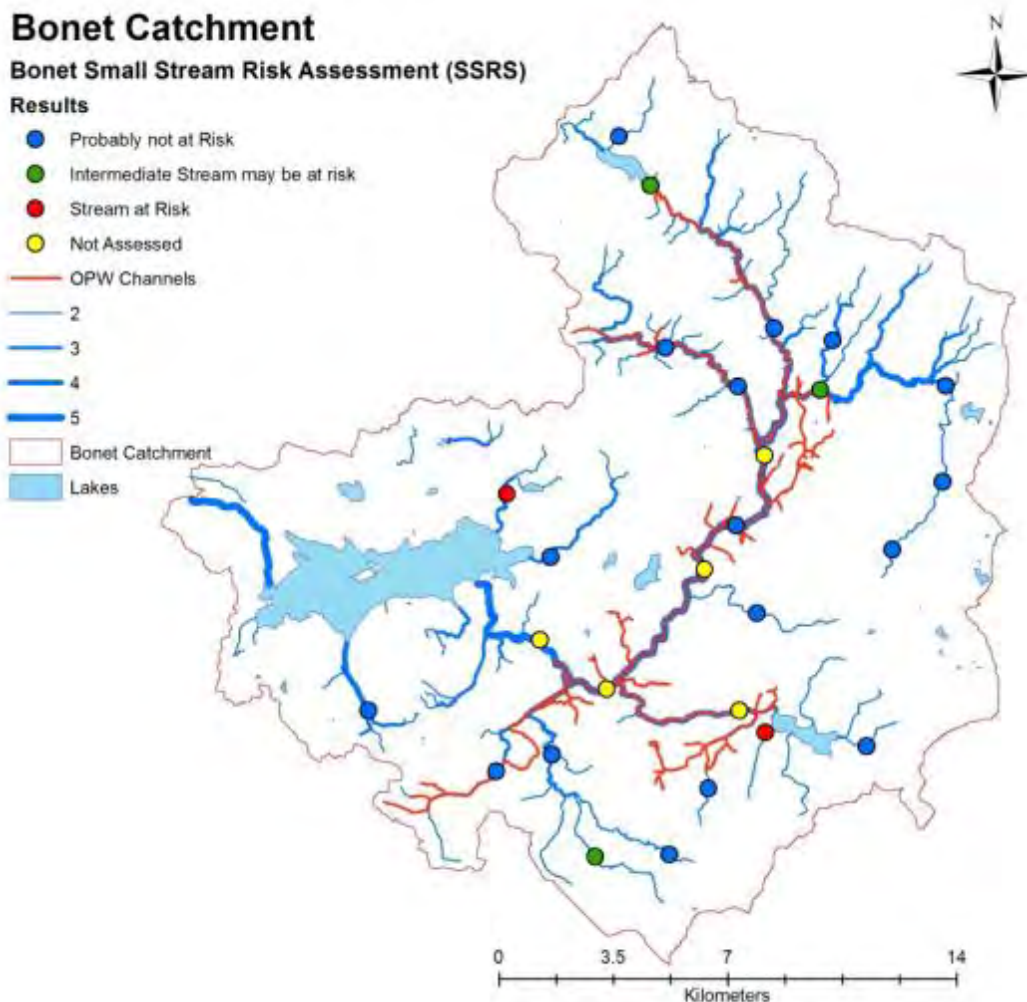 Bonet Catchment
Bonet Small Stream Risk Assessment (SSRS)
Results
Probably not at Risk
Intermediate Stream may be at risk
Stream at Risk
Not Assessed
OPW Channels
2
3
4
5
Bonet Catchment
Lakes
N
0 3.5 7 14
Kilometers